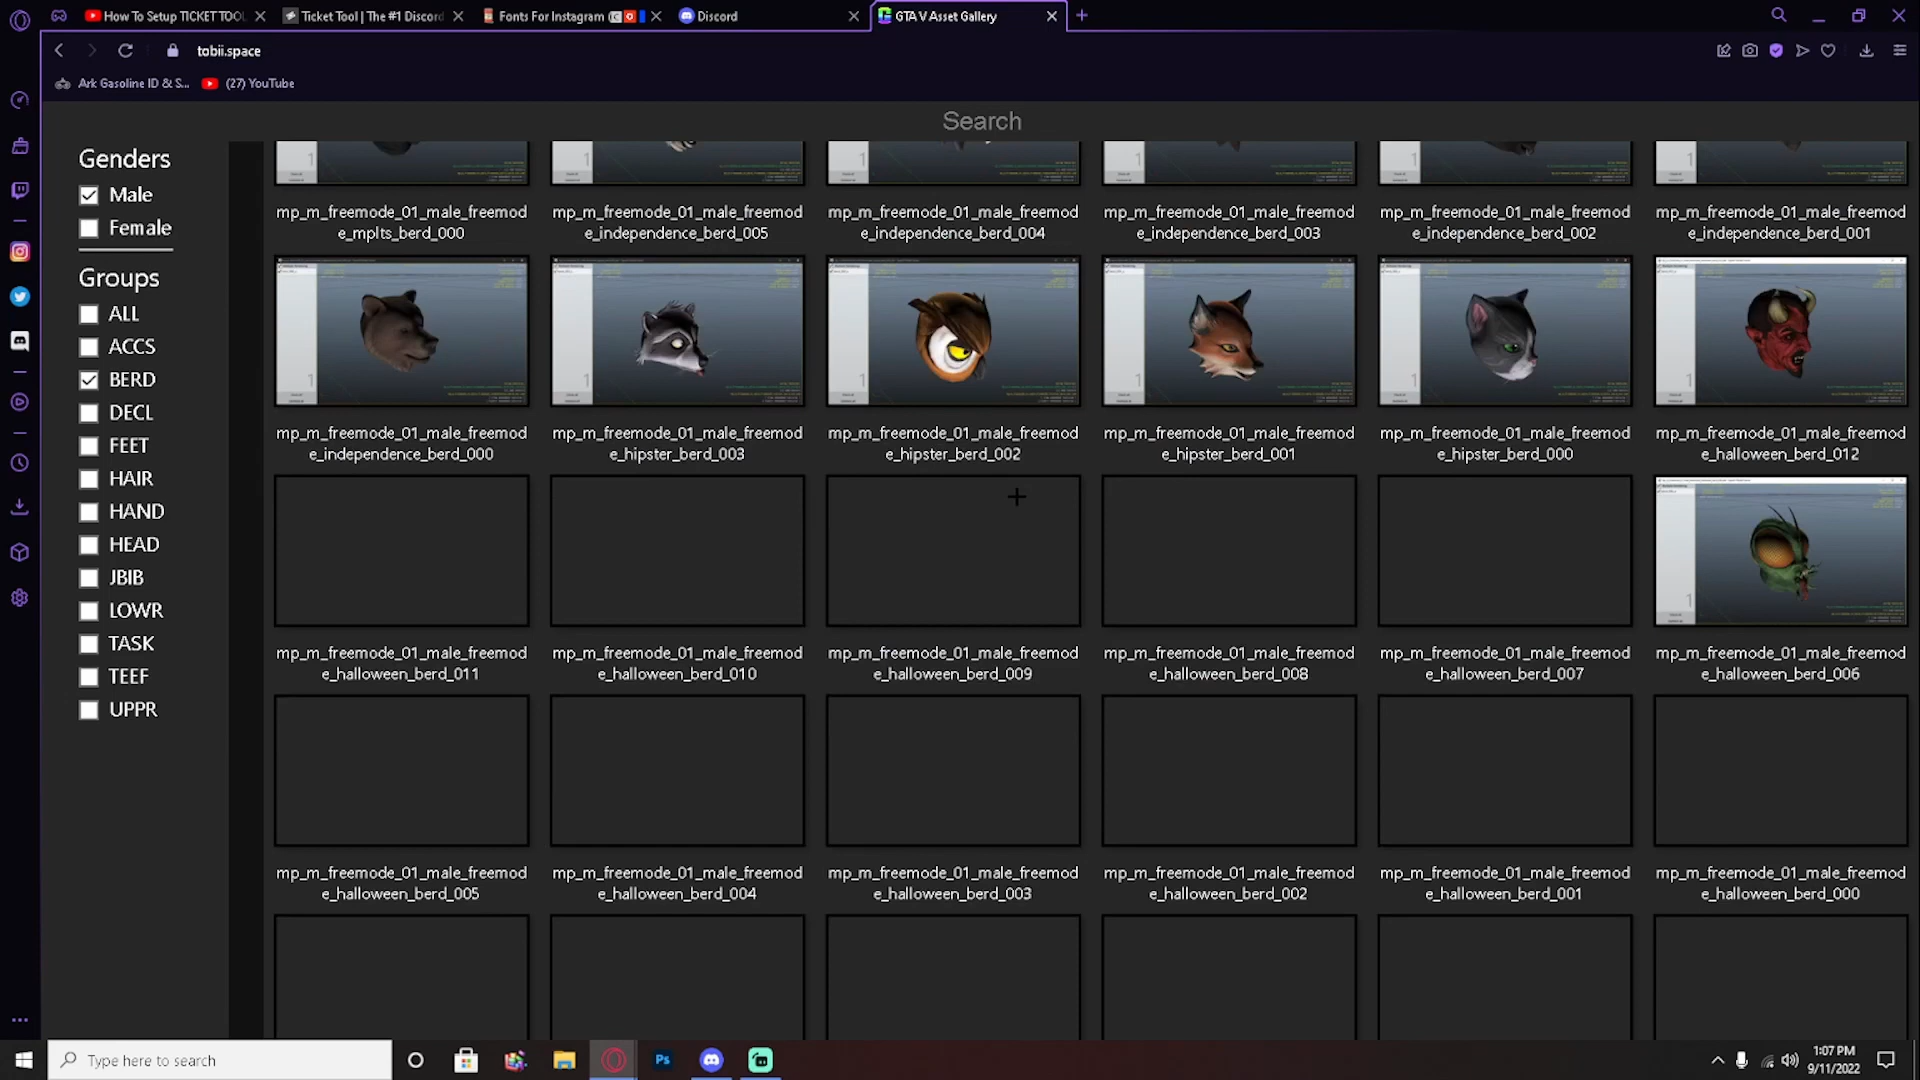 How To Setup TICKET TOOL
Ticket Tool | The #1 Discord
Fonts For Instagram
Discord
GTA V Asset Gallery
tobii.space
Ark Gasoline ID & S...
(27) YouTube
Search
Genders
Male
Female
Groups
ALL
ACCS
BERD
DECL
FEET
HAIR
HAND
HEAD
JBIB
LOWR
TASK
TEEF
UPPR
mp_m_freemode_01_male_freemod
e_mplts_berd_000
mp_m_freemode_01_male_freemod
e_independence_berd_005
mp_m_freemode_01_male_freemod
e_independence_berd_004
mp_m_freemode_01_male_freemod
e_independence_berd_003
mp_m_freemode_01_male_freemod
e_independence_berd_002
mp_m_freemode_01_male_freemod
e_independence_berd_001
mp_m_freemode_01_male_freemod
e_independence_berd_000
mp_m_freemode_01_male_freemod
e_hipster_berd_003
mp_m_freemode_01_male_freemod
e_hipster_berd_002
mp_m_freemode_01_male_freemod
e_hipster_berd_001
mp_m_freemode_01_male_freemod
e_hipster_berd_000
mp_m_freemode_01_male_freemod
e_halloween_berd_012
mp_m_freemode_01_male_freemod
e_halloween_berd_011
mp_m_freemode_01_male_freemod
e_halloween_berd_010
mp_m_freemode_01_male_freemod
e_halloween_berd_009
mp_m_freemode_01_male_freemod
e_halloween_berd_008
mp_m_freemode_01_male_freemod
e_halloween_berd_007
mp_m_freemode_01_male_freemod
e_halloween_berd_006
mp_m_freemode_01_male_freemod
e_halloween_berd_005
mp_m_freemode_01_male_freemod
e_halloween_berd_004
mp_m_freemode_01_male_freemod
e_halloween_berd_003
mp_m_freemode_01_male_freemod
e_halloween_berd_002
mp_m_freemode_01_male_freemod
e_halloween_berd_001
mp_m_freemode_01_male_freemod
e_halloween_berd_000
Type here to search
Ps
1:07 PM
9/11/2022